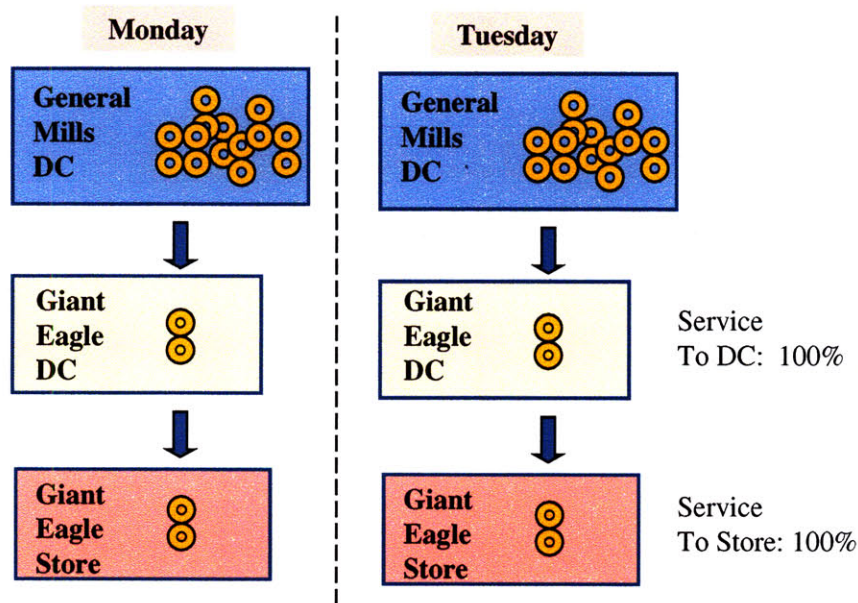 Monday
General
Mills
DC
Giant
Eagle
DC
Giant
Eagle
Store
Tuesday
General
Mills
DC
Giant
Eagle
DC
Service
To DC: 100%
Giant
Eagle
Store
Service
To Store: 100%